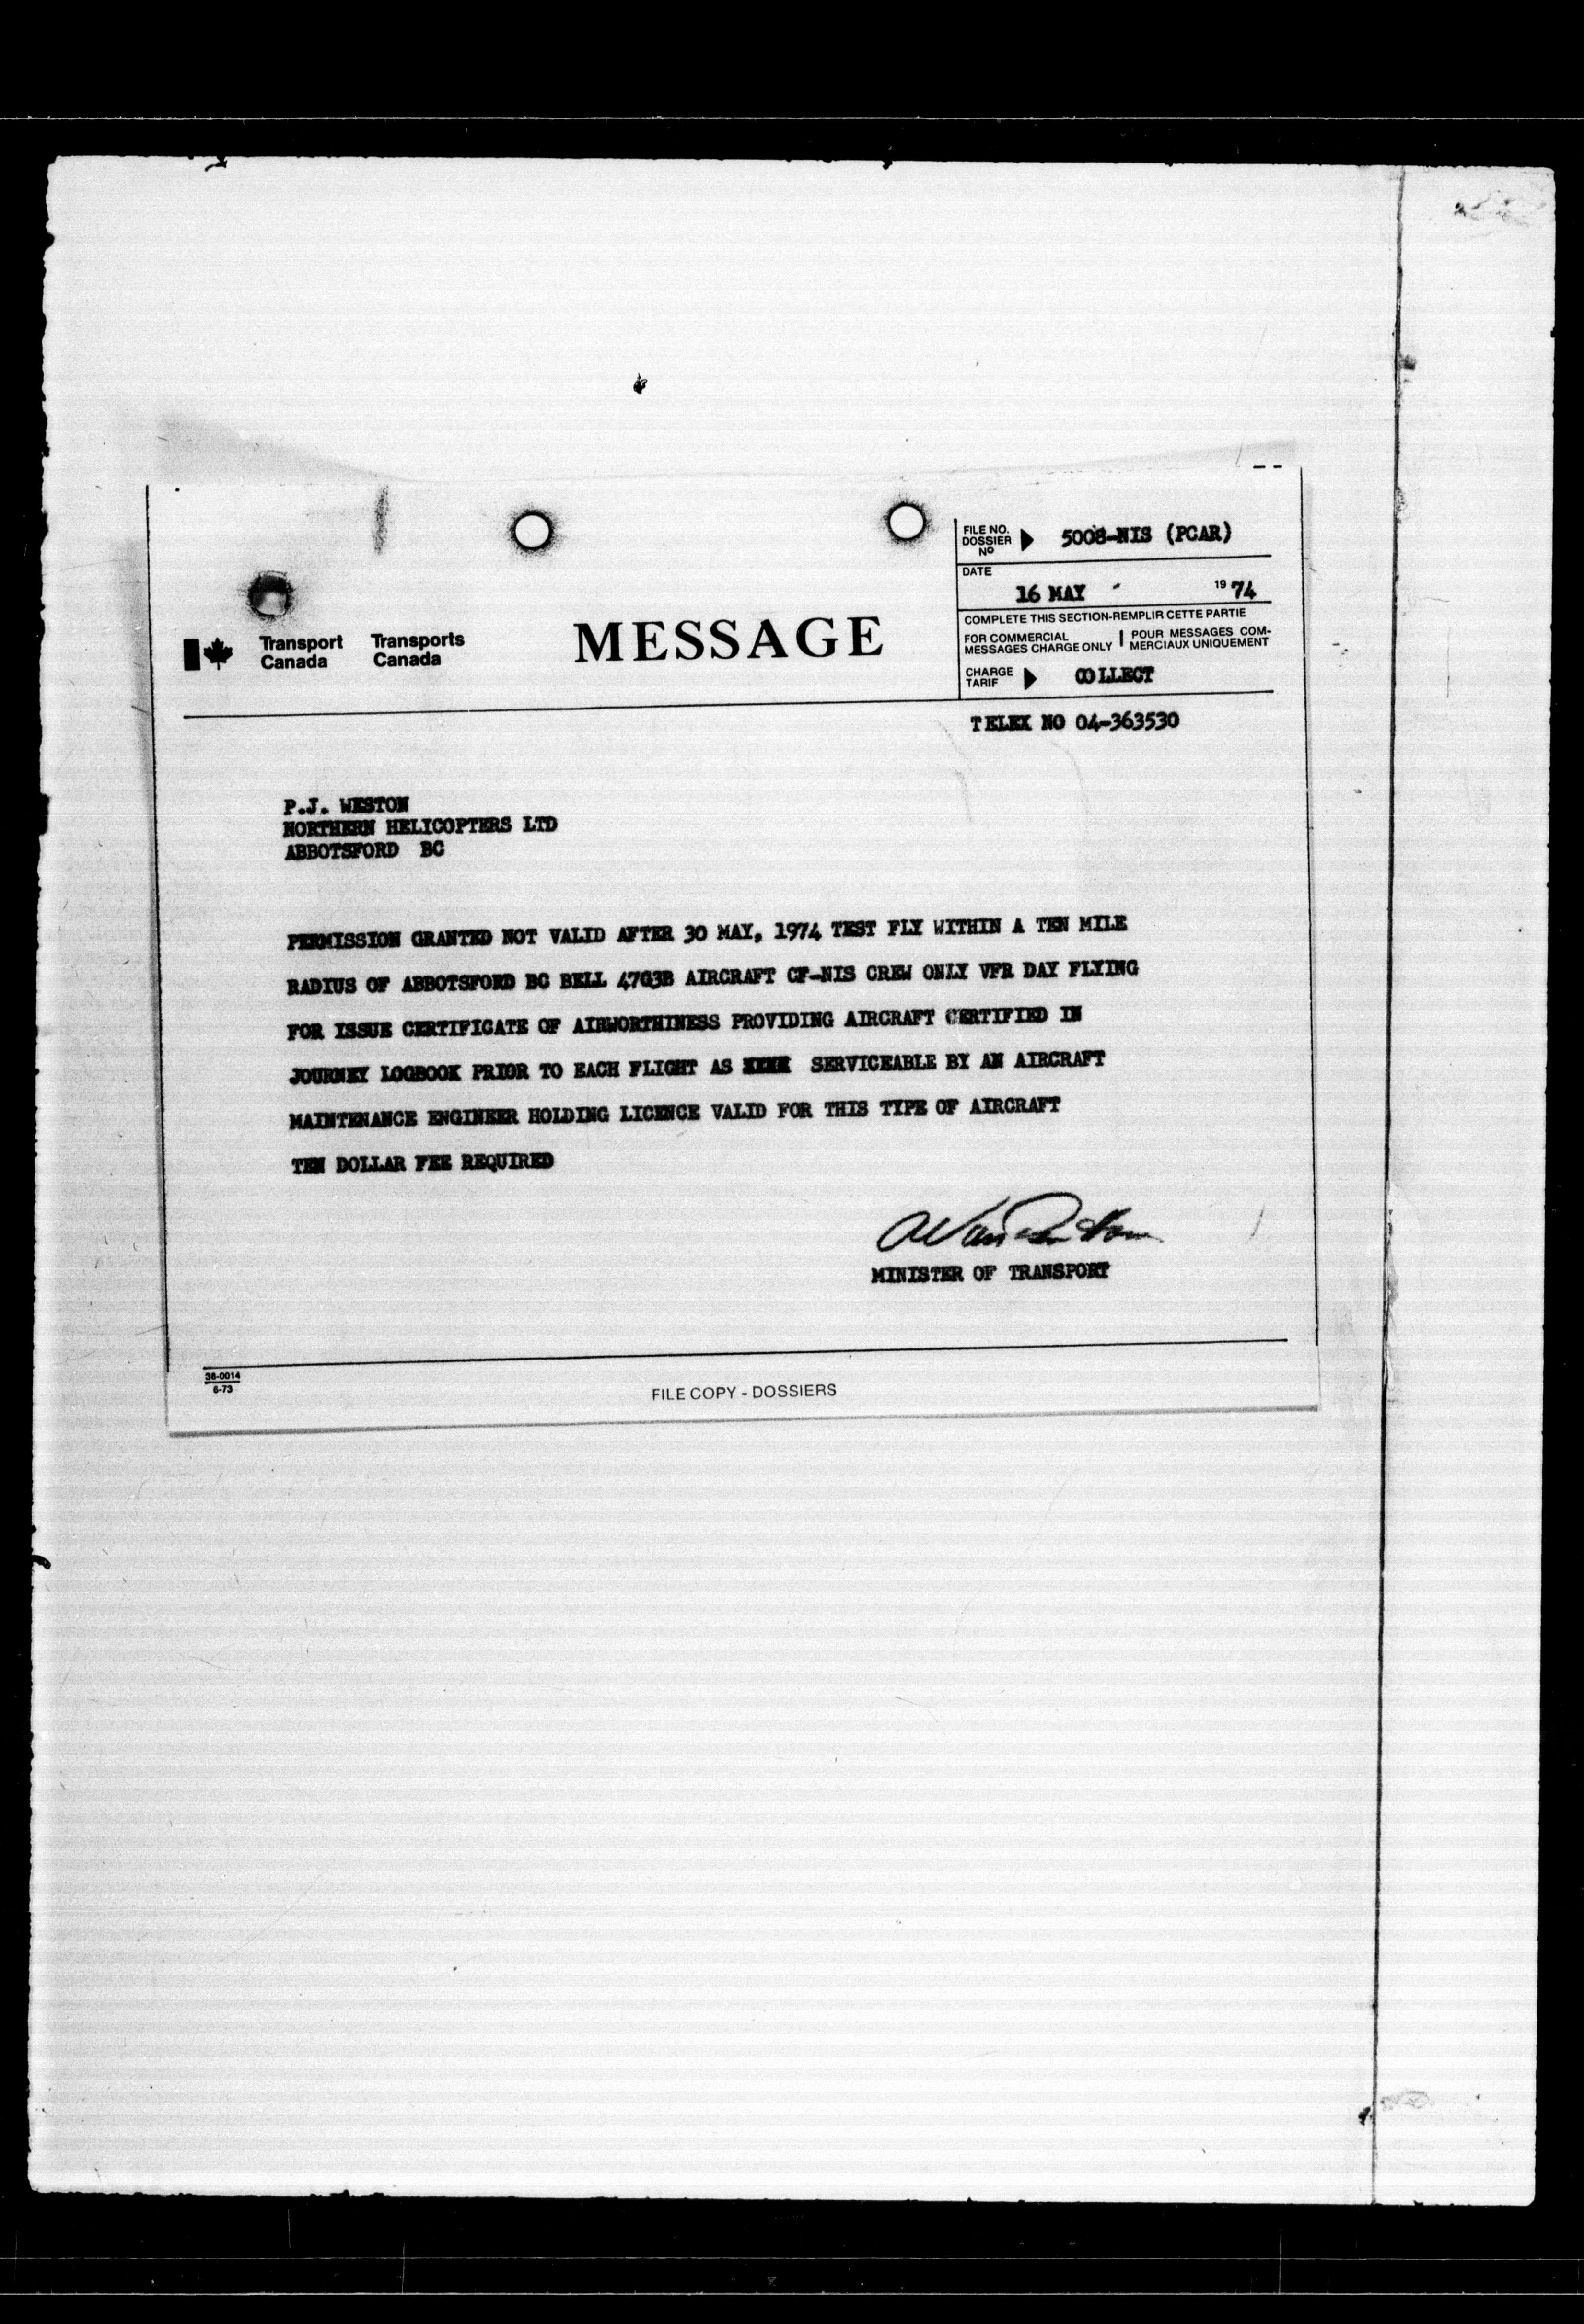 FILE NO.
DOSSIER
Nº
5008-NIS (PCAR)
DATE
16 MAY 19 74
COMPLETE THIS SECTION-REMPLIR CETTE PARTIE
FOR COMMERCIAL
MESSAGES CHARGE ONLY
POUR MESSAGES COM-
MERCIAUX UNIQUEMENT
CHARGE
TARIF
COLLECT
Transport
Canada
Transports
Canada
MESSAGE
TELEX NO 04-363530
P.J. WESTON
NORTHERN HELICOPTERS LTD
ABBOTSFORD BC
PERMISSION GRANTED NOT VALID AFTER 30 MAY, 1974 TEST FLY WITHIN A TEN MILE
RADIUS OF ABBOTSFORD BC BELL 47G3B AIRCRAFT CF-NIS CREW ONLY VFR DAY FLYING
FOR ISSUE CERTIFICATE OF AIRWORTHINESS PROVIDING AIRCRAFT CERTIFIED IN
JOURNEY LOGBOOK PRIOR TO EACH FLIGHT AS SERVICEABLE BY AN AIRCRAFT
MAINTENANCE ENGINEER HOLDING LICENCE VALID FOR THIS TYPE OF AIRCRAFT
TEN DOLLAR FEE REQUIRED
MINISTER OF TRANSPORT
38-0014
6-73
FILE COPY - DOSSIERS